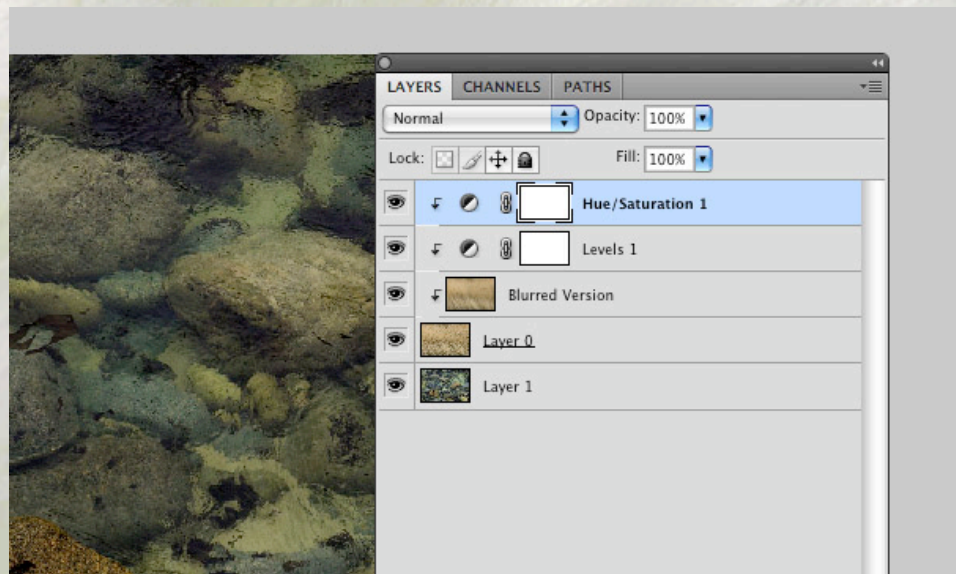 LAYERS CHANNELS PATHS
Normal Opacity: 100%
Lock: Fill: 100%
Hue/Saturation 1
Levels 1
Blurred Version
Layer 0
Layer 1